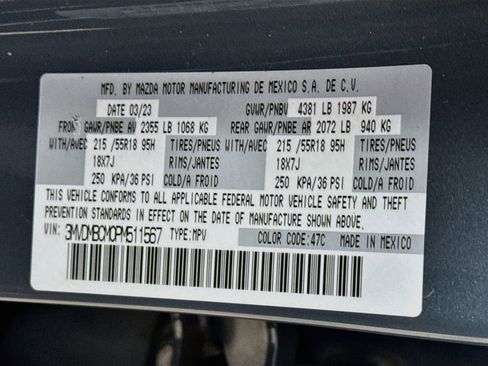 MFD. BY MAZDA MOTOR MANUFACTURING DE MEXICO S.A. DE C.V.
DATE 03/23 GVWR/PNBV 4381 LB 1987 KG
FRONT GAWR/PNBE AV 2355 LB 1068 KG REAR GAWR/PNBE AR 2072 LB 940 KG
WITH/AVEC 215 /55R18 95H TIRES/PNEUS WITH/AVEC 215 /55R18 95H TIRES/PNEUS
18X7J RIMS/JANTES 18X7J RIMS/JANTES
250 KPA/36 PSI COLD/A FROID 250 KPA/36 PSI COLD/A FROID
THIS VEHICLE CONFORMS TO ALL APPLICABLE FEDERAL MOTOR VEHICLE SAFETY AND THEFT
PREVENTION STANDARDS IN EFFECT ON THE DATE OF MANUFACTURE SHOWN ABOVE.
VIN: 3MVDMBCM0PM511567 TYPE:MPV COLOR CODE:47C MADE IN MEXICO